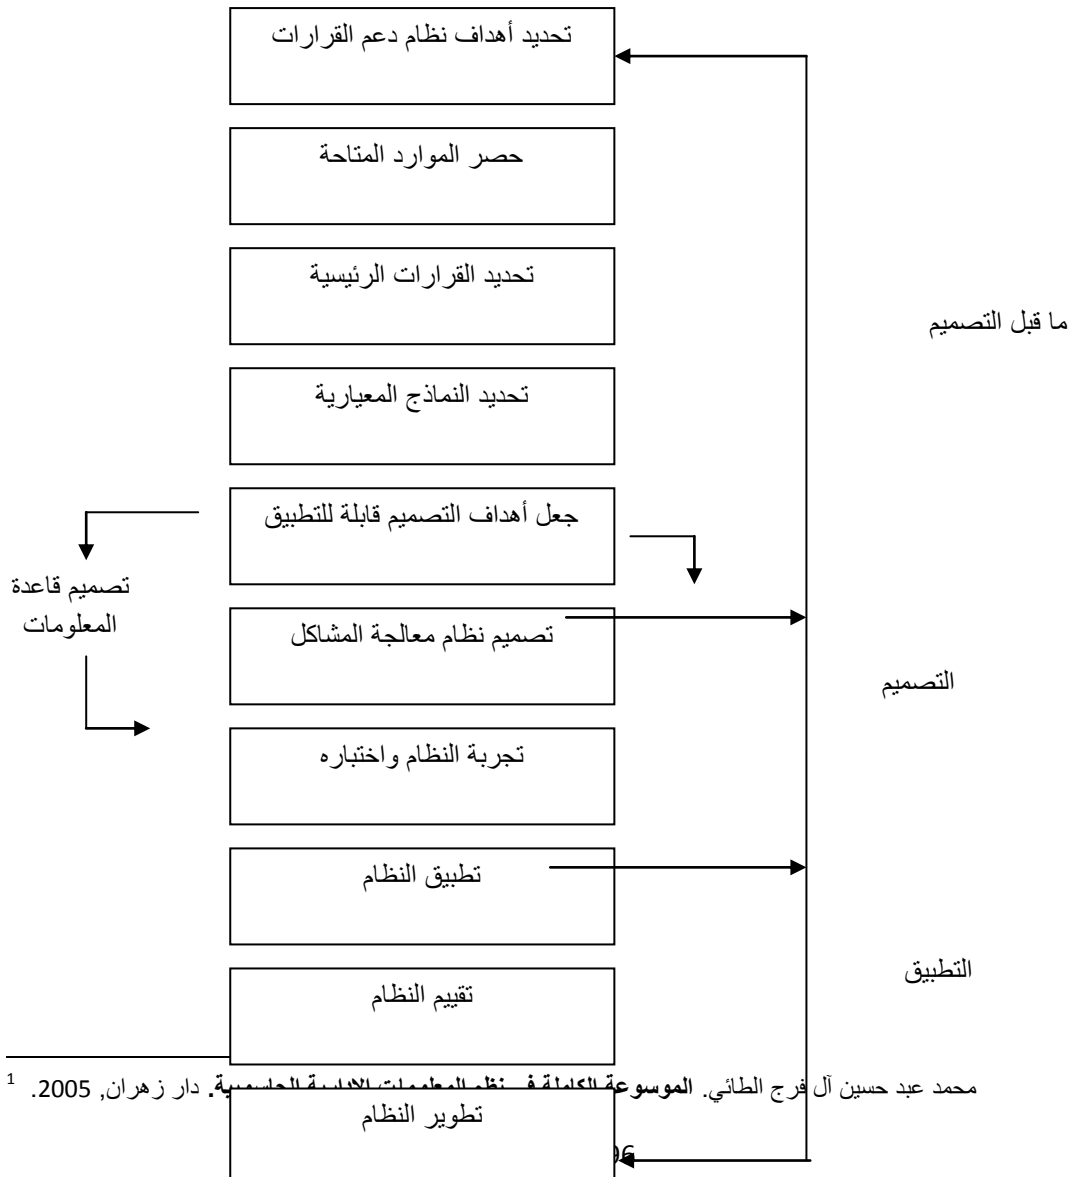 تحديد أهداف نظام دعم القرارات
حصر الموارد المتاحة
تحديد القرارات الرئيسية
ما قبل التصميم
تحديد النماذج المعيارية
جعل أهداف التصميم قابلة للتطبيق
تصميم قاعدة
المعلومات
تصميم نظام معالجة المشاكل
التصميم
تجربة النظام واختباره
تطبيق النظام
التطبيق
تقييم النظام
1 محمد عبد حسين آل فرج الطائي. الموسوعة الكاملة في نظم المعلومات الادارية الحاسوبية. دار زهران, 2005.
تطوير النظام